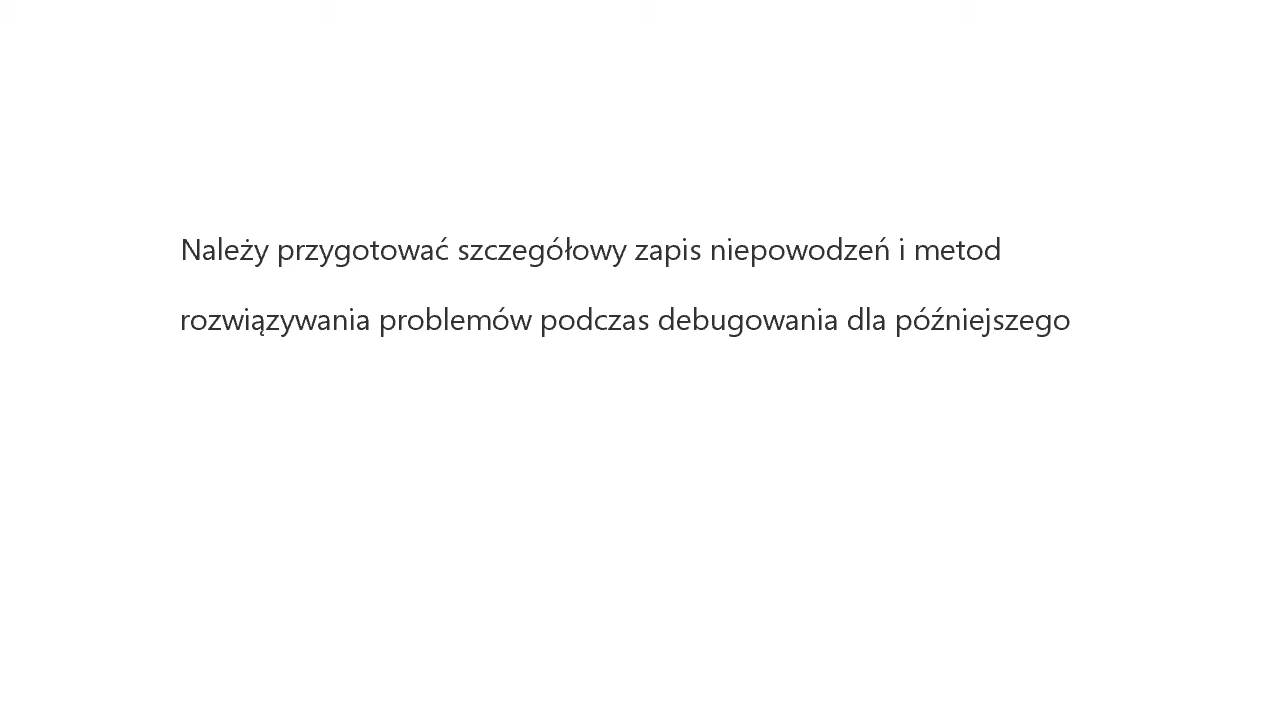 Należy przygotować szczegółowy zapis niepowodzeń i metod
rozwiązywania problemów podczas debugowania dla późniejszego